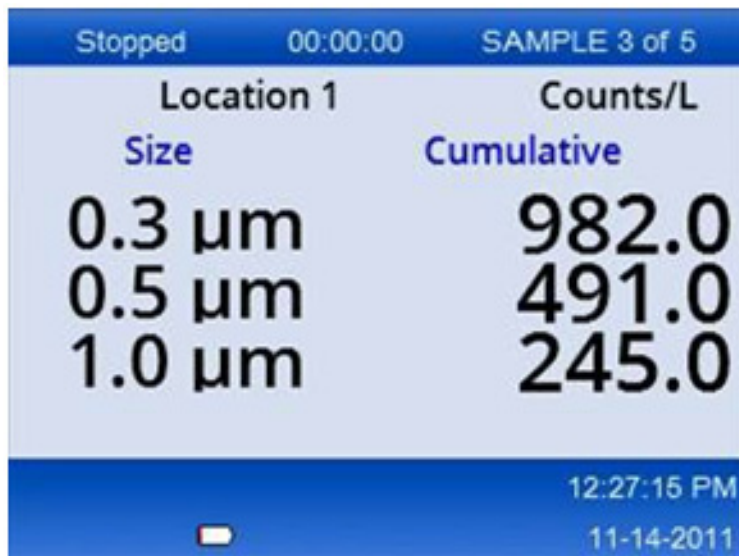 Stopped 00:00:00 SAMPLE 3 of 5
Location 1 Counts/L
Size Cumulative
0.3 µm 982.0
0.5 µm 491.0
1.0 µm 245.0
12:27:15 PM
11-14-2011